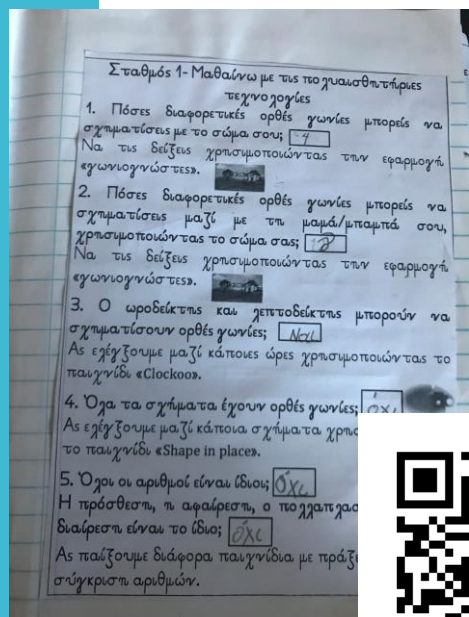 Σταθμός 1- Μαθαίνω με τις πολυαισθητήριες
τεχνολογίες
1. Πόσες διαφορετικές ορθές γωνίες μπορείς να
σχηματίσεις με το σώμα σου; 4
Να τις δείξεις χρησιμοποιώντας την εφαρμογή
«γωνιογνώστες».
2. Πόσες διαφορετικές ορθές γωνίες μπορείς να
σχηματίσεις μαζί με τη μαμά/μπαμπά σου,
χρησιμοποιώντας το σώμα σας;
Να τις δείξεις χρησιμοποιώντας την εφαρμογή
«γωνιογνώστες».
3. Ο ωροδείκτης και λεπτοδείκτης μπορούν να
σχηματίσουν ορθές γωνίες; Ναι
Ας ελέγξουμε μαζί κάποιες ώρες χρησιμοποιώντας το
παιχνίδι «Clockoo».
4. Όλα τα σχήματα έχουν ορθές γωνίες; όχι
Ας ελέγξουμε μαζί κάποια σχήματα χρησ
το παιχνίδι «Shape in place».
5. Όλοι οι αριθμοί είναι ίδιοι; Όχι
Η πρόσθεση, η αφαίρεση, ο πολλαπλασ
διαίρεση είναι το ίδιο; όχι
Ας παίξουμε διάφορα παιχνίδια με πράξε
σύγκριση αριθμών.